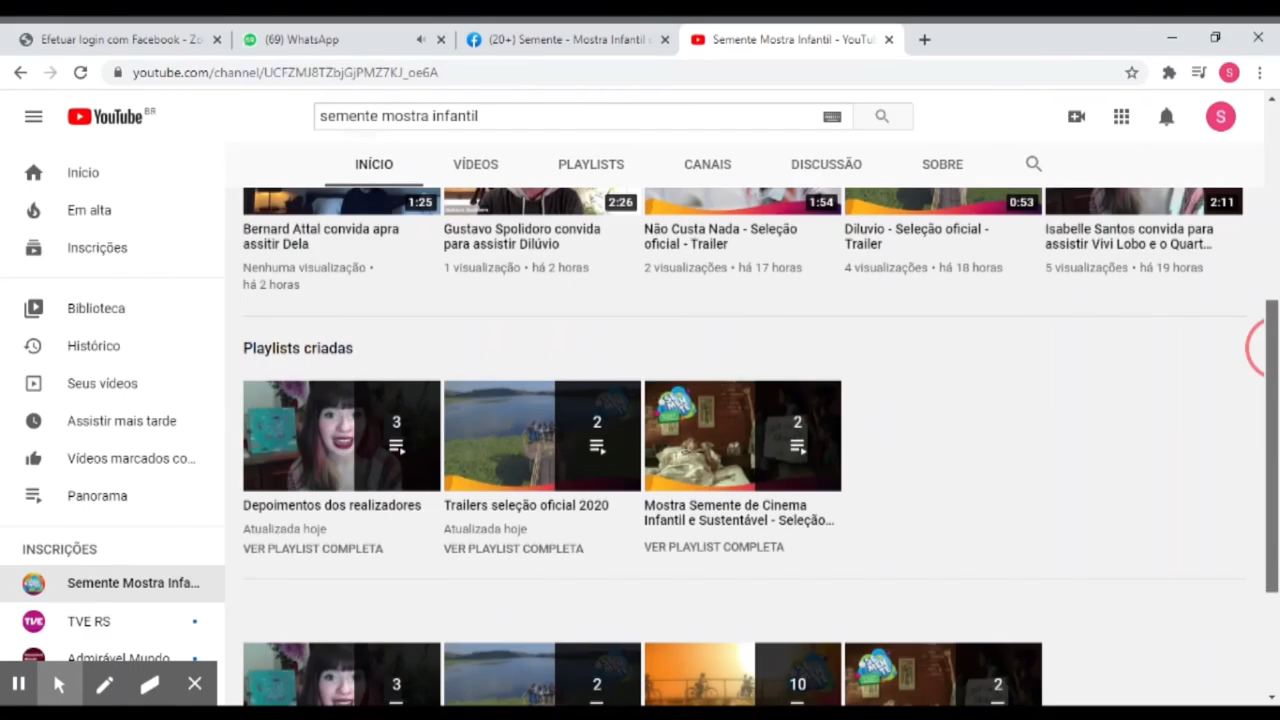 Efetuar login com Facebook - Zo
(69) WhatsApp
(20+) Semente - Mostra Infantil
Semente Mostra Infantil - YouTu
youtube.com/channel/UCFZMJ8TZbjGjPMZ7KJ_oe6A
S
YouTube BR
semente mostra infantil
S
INÍCIO VÍDEOS PLAYLISTS CANAIS DISCUSSÃO SOBRE
Início
Em alta
Inscrições
Biblioteca
Histórico
Seus vídeos
Assistir mais tarde
Vídeos marcados co...
Panorama
INSCRIÇÕES
Semente Mostra Infa...
TVE TVE RS
Admirável Mundo
1:25
Bernard Attal convida apra
assitir Dela
Nenhuma visualização •
há 2 horas
2:26
Gustavo Spolidoro convida
para assistir Dilúvio
1 visualização • há 2 horas
1:54
Não Custa Nada - Seleção
oficial - Trailer
2 visualizações • há 17 horas
0:53
Diluvio - Seleção oficial -
Trailer
4 visualizações • há 18 horas
2:11
Isabelle Santos convida para
assistir Vivi Lobo e o Quart...
5 visualizações • há 19 horas
Playlists criadas
3
Depoimentos dos realizadores
Atualizada hoje
VER PLAYLIST COMPLETA
2
Trailers seleção oficial 2020
Atualizada hoje
VER PLAYLIST COMPLETA
2
Mostra Semente de Cinema
Infantil e Sustentável - Seleção...
VER PLAYLIST COMPLETA
3
2
10
2